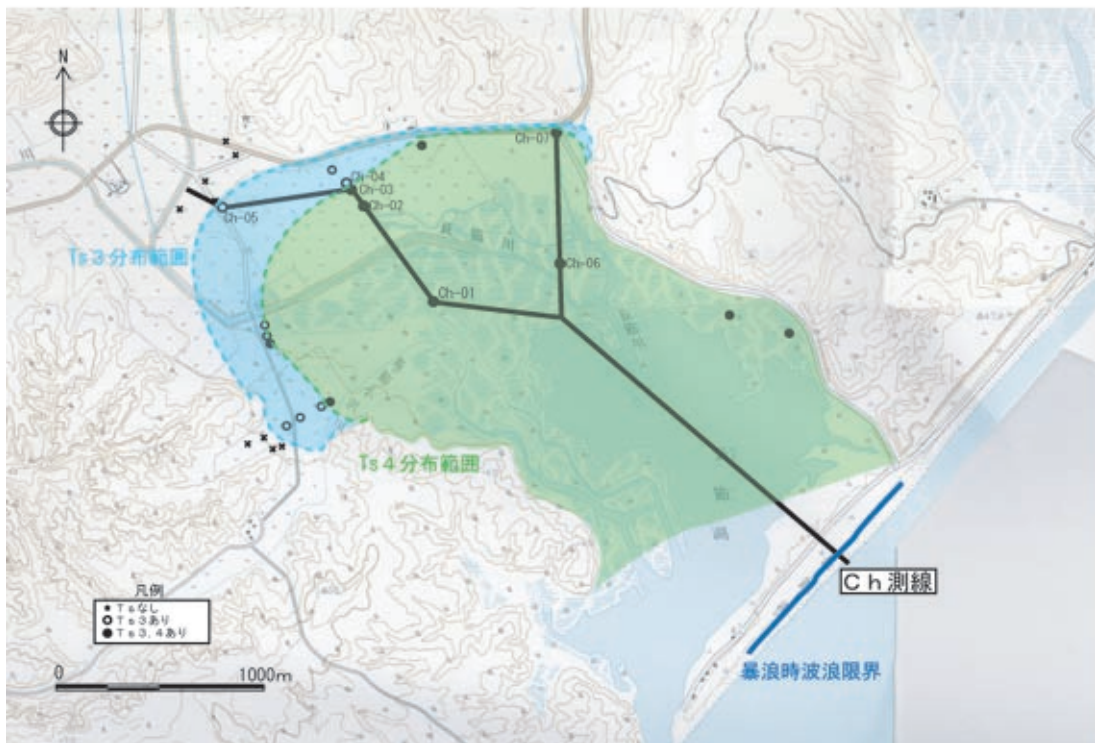 N
Ch-07
Ch-04
Ch-03
Ch-02
Ch-05
Ts3分布範囲
Ch-06
Ch-01
Ts4分布範囲
Ch測線
凡例
Tsなし
Ts3あり
Ts3,4あり
0 1000m
暴浪時波浪限界